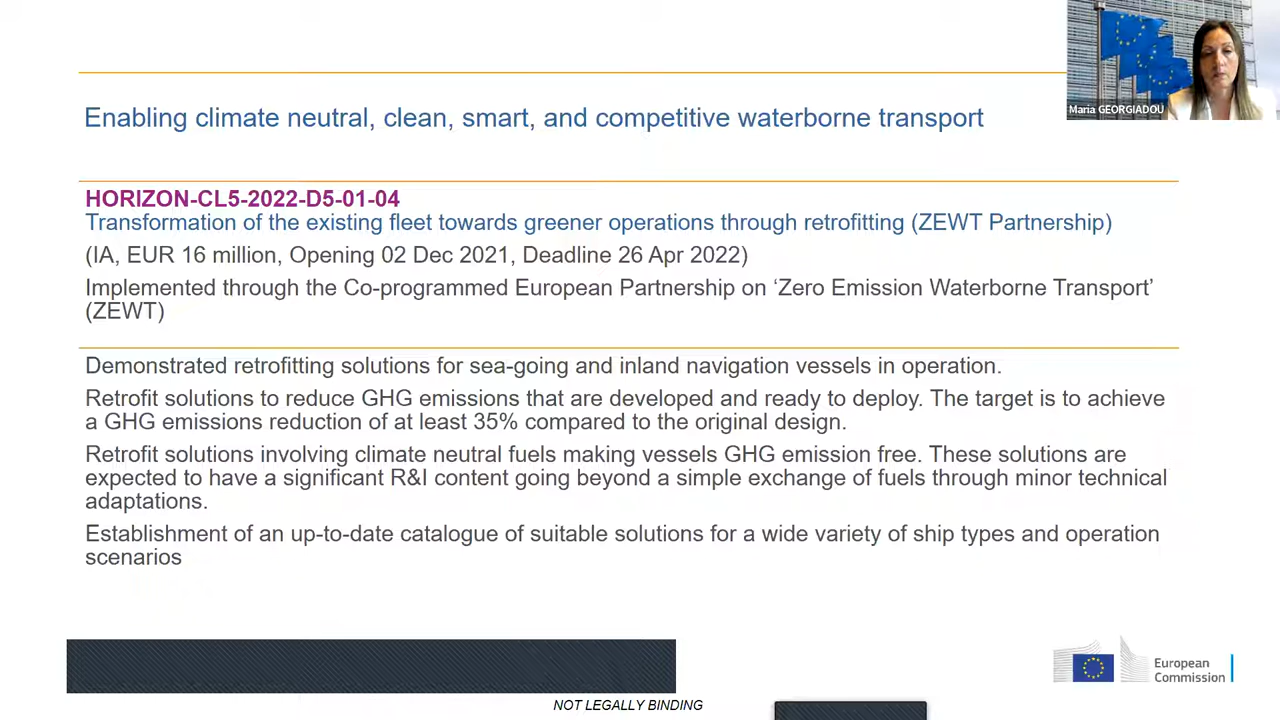 Maria GEORGIADOU
Enabling climate neutral, clean, smart, and competitive waterborne transport
HORIZON-CL5-2022-D5-01-04
Transformation of the existing fleet towards greener operations through retrofitting (ZEWT Partnership)
(IA, EUR 16 million, Opening 02 Dec 2021, Deadline 26 Apr 2022)
Implemented through the Co-programmed European Partnership on ‘Zero Emission Waterborne Transport’
(ZEWT)
Demonstrated retrofitting solutions for sea-going and inland navigation vessels in operation.
Retrofit solutions to reduce GHG emissions that are developed and ready to deploy. The target is to achieve
a GHG emissions reduction of at least 35% compared to the original design.
Retrofit solutions involving climate neutral fuels making vessels GHG emission free. These solutions are
expected to have a significant R&I content going beyond a simple exchange of fuels through minor technical
adaptations.
Establishment of an up-to-date catalogue of suitable solutions for a wide variety of ship types and operation
scenarios
European
Commission
NOT LEGALLY BINDING